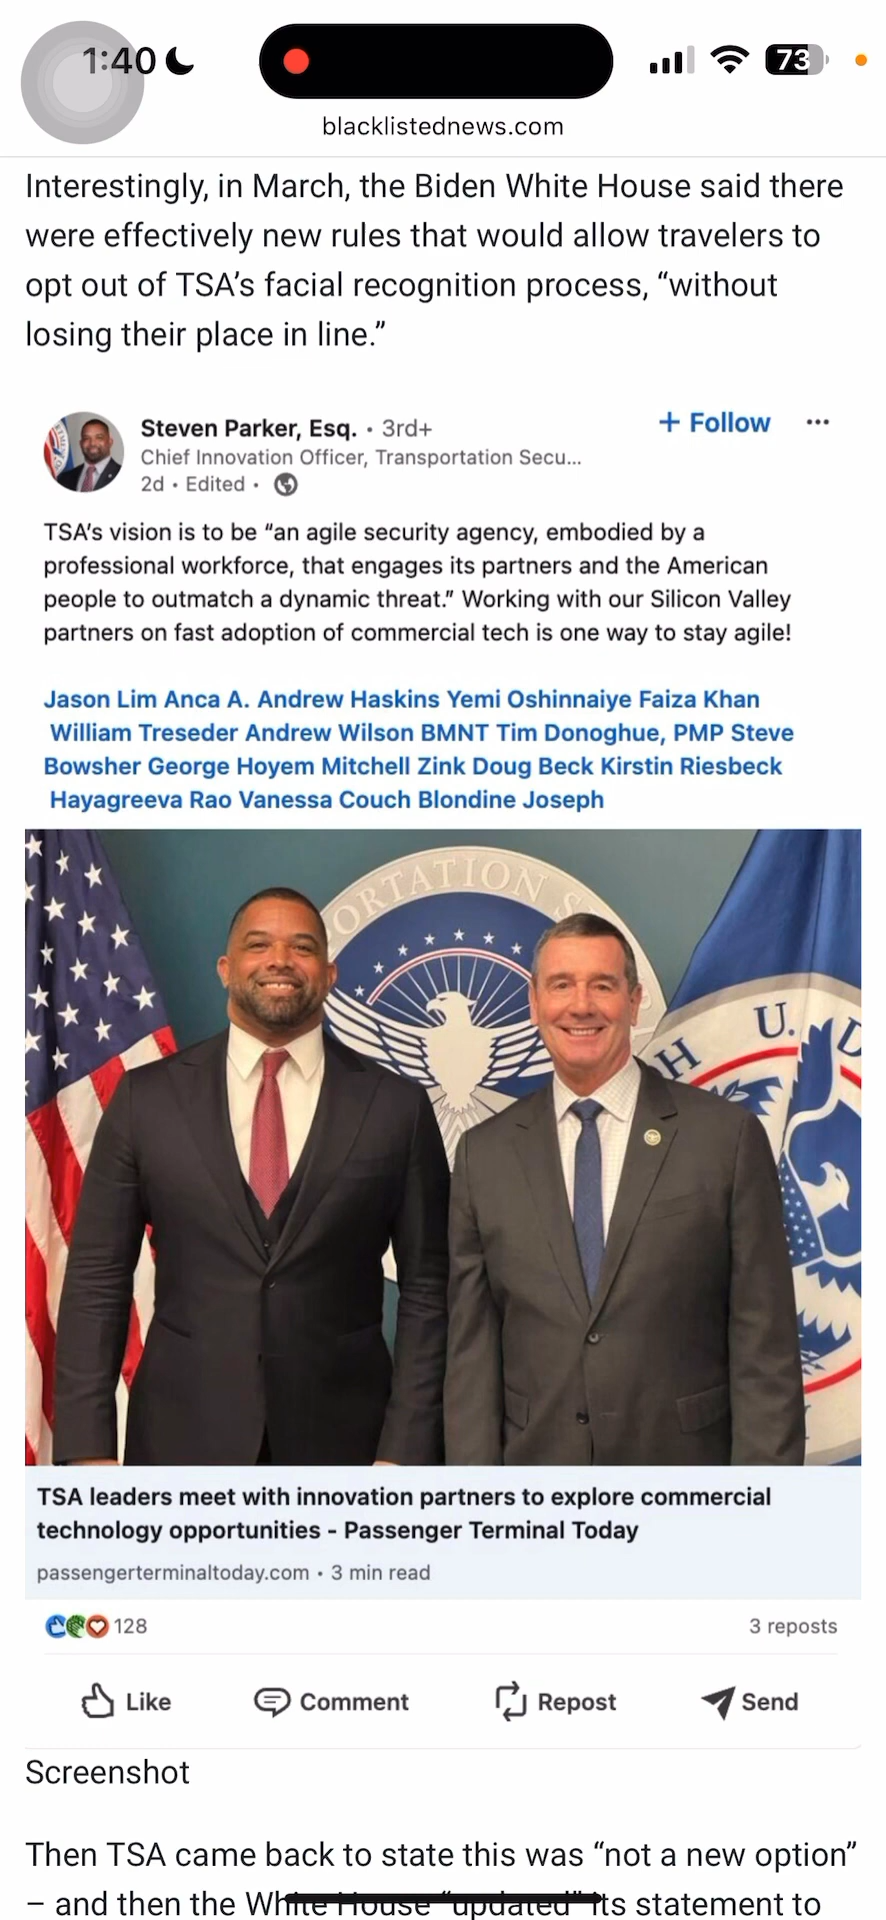 1:40
73
blacklistednews.com
Interestingly, in March, the Biden White House said there
were effectively new rules that would allow travelers to
opt out of TSA’s facial recognition process, “without
losing their place in line.”
Steven Parker, Esq. • 3rd+
+ Follow
Chief Innovation Officer, Transportation Secu...
2d • Edited •
TSA's vision is to be "an agile security agency, embodied by a
professional workforce, that engages its partners and the American
people to outmatch a dynamic threat." Working with our Silicon Valley
partners on fast adoption of commercial tech is one way to stay agile!
Jason Lim Anca A. Andrew Haskins Yemi Oshinnaiye Faiza Khan
William Treseder Andrew Wilson BMNT Tim Donoghue, PMP Steve
Bowsher George Hoyem Mitchell Zink Doug Beck Kirstin Riesbeck
Hayagreeva Rao Vanessa Couch Blondine Joseph
ORTATION S
H U. D
TSA leaders meet with innovation partners to explore commercial
technology opportunities - Passenger Terminal Today
passengerterminaltoday.com • 3 min read
128
3 reposts
Like Comment Repost Send
Screenshot
Then TSA came back to state this was “not a new option”
– and then the White House “updated” its statement to